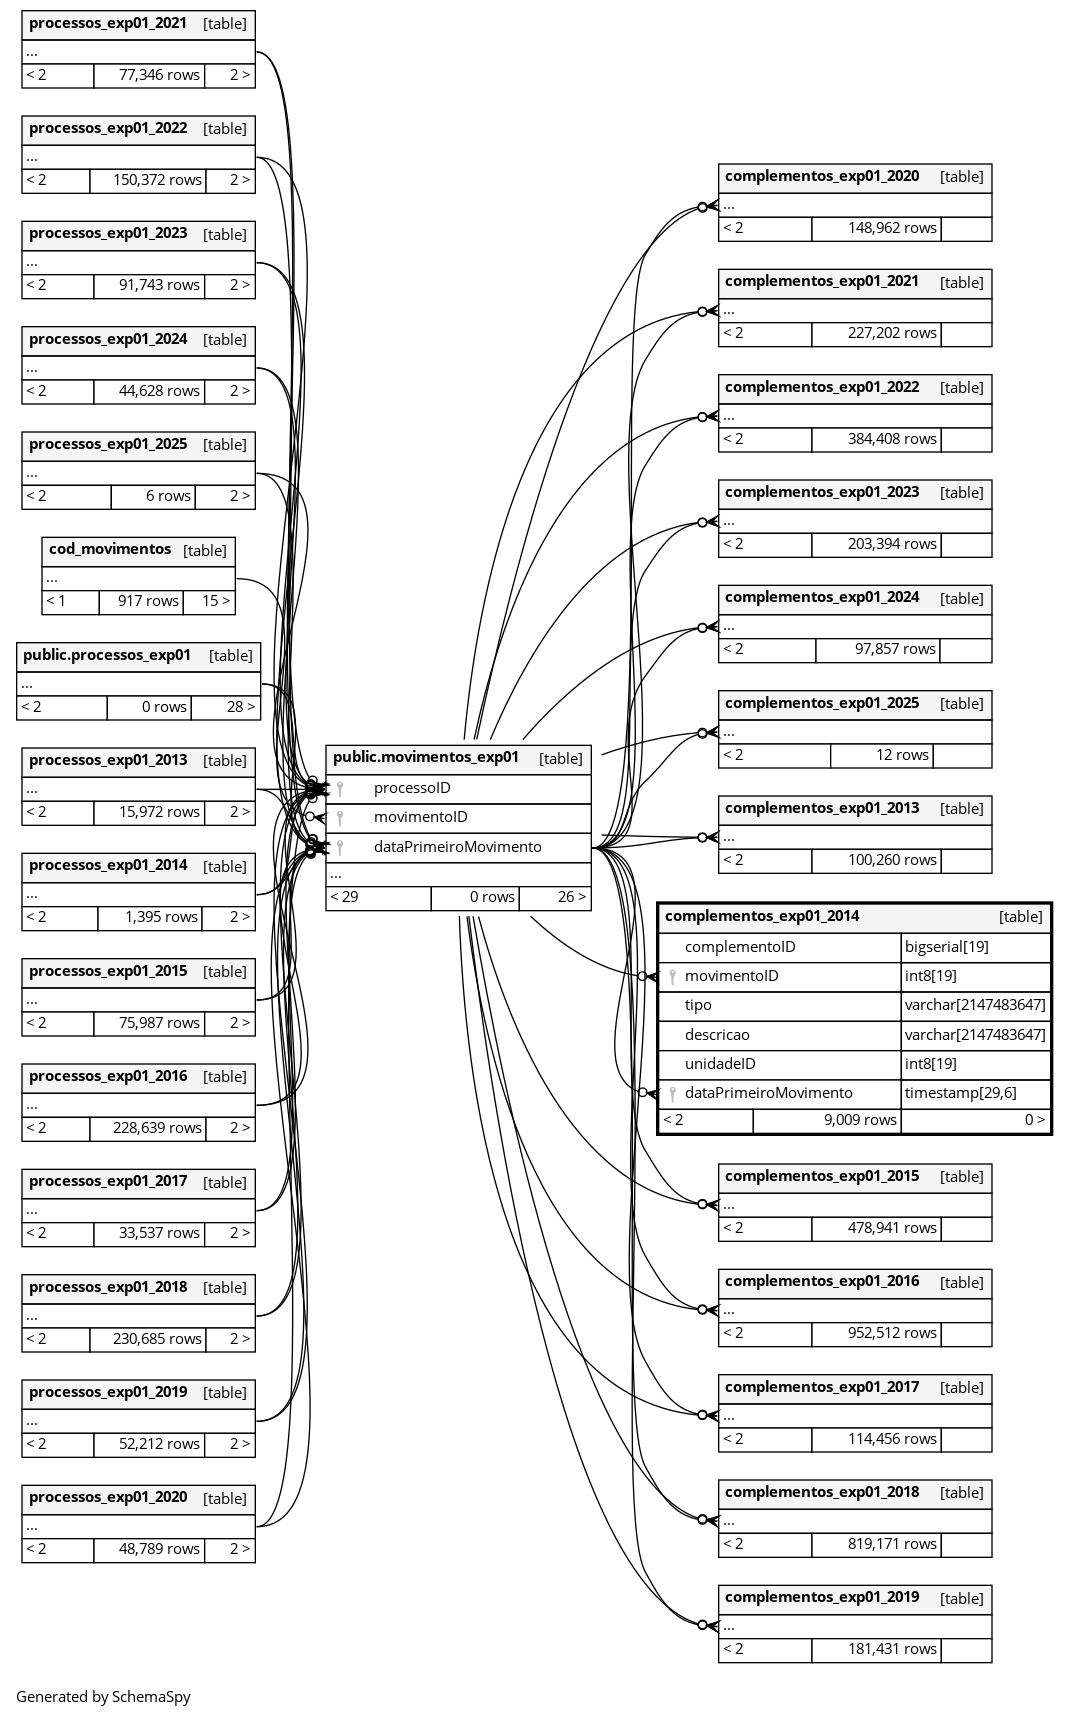 processos_exp01_2021 [table]
...
< 2 77,346 rows 2 >
processos_exp01_2022 [table]
...
< 2 150,372 rows 2 >
processos_exp01_2023 [table]
...
< 2 91,743 rows 2 >
processos_exp01_2024 [table]
...
< 2 44,628 rows 2 >
processos_exp01_2025 [table]
...
< 2 6 rows 2 >
cod_movimentos [table]
...
< 1 917 rows 15 >
public.processos_exp01 [table]
...
< 2 0 rows 28 >
processos_exp01_2013 [table]
...
< 2 15,972 rows 2 >
processos_exp01_2014 [table]
...
< 2 1,395 rows 2 >
processos_exp01_2015 [table]
...
< 2 75,987 rows 2 >
processos_exp01_2016 [table]
...
< 2 228,639 rows 2 >
processos_exp01_2017 [table]
...
< 2 33,537 rows 2 >
processos_exp01_2018 [table]
...
< 2 230,685 rows 2 >
processos_exp01_2019 [table]
...
< 2 52,212 rows 2 >
processos_exp01_2020 [table]
...
< 2 48,789 rows 2 >
public.movimentos_exp01 [table]
processoID
movimentoID
dataPrimeiroMovimento
...
< 29 0 rows 26 >
complementos_exp01_2020 [table]
...
< 2 148,962 rows
complementos_exp01_2021 [table]
...
< 2 227,202 rows
complementos_exp01_2022 [table]
...
< 2 384,408 rows
complementos_exp01_2023 [table]
...
< 2 203,394 rows
complementos_exp01_2024 [table]
...
< 2 97,857 rows
complementos_exp01_2025 [table]
...
< 2 12 rows
complementos_exp01_2013 [table]
...
< 2 100,260 rows
complementos_exp01_2014 [table]
complementoID bigserial[19]
movimentoID int8[19]
tipo varchar[2147483647]
descricao varchar[2147483647]
unidadeID int8[19]
dataPrimeiroMovimento timestamp[29,6]
< 2 9,009 rows 0 >
complementos_exp01_2015 [table]
...
< 2 478,941 rows
complementos_exp01_2016 [table]
...
< 2 952,512 rows
complementos_exp01_2017 [table]
...
< 2 114,456 rows
complementos_exp01_2018 [table]
...
< 2 819,171 rows
complementos_exp01_2019 [table]
...
< 2 181,431 rows
Generated by SchemaSpy